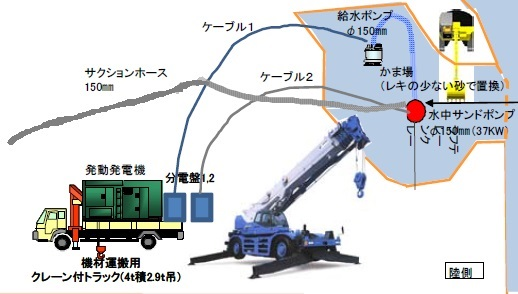 ケーブル1
給水ポンプ
φ150mm
サクションホース
150mm
ケーブル2
かま場
(レキの少ない砂で置換)
水中サンドポンプ
φ150mm(37KW)
発動発電機
分電盤1,2
機材運搬用
クレーン付トラック(4t積2.9t吊)
陸側